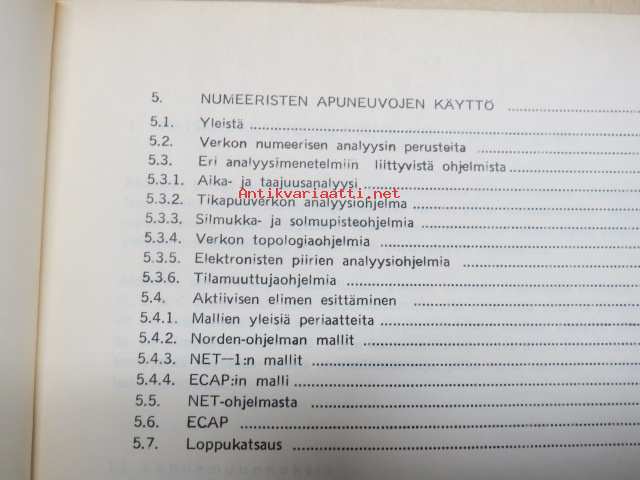 5. NUMEERISTEN APUNEUVOJEN KÄYTTÖ
5.1. Yleistä
5.2. Verkon numeerisen analyysin perusteita
5.3. Eri analyysimenetelmiin liittyvistä ohjelmista
5.3.1. Aika- ja taajuusanalyysi
Antikvariaatti.net
5.3.2. Tikapuuverkon analyysiohjelma
5.3.3. Silmukka- ja solmupisteohjelmia
5.3.4. Verkon topologiaohjelmia
5.3.5. Elektronisten piirien analyysiohjelmia
5.3.6. Tilamuuttujaohjelmia
5.4. Aktiivisen elimen esittäminen
5.4.1. Mallien yleisiä periaatteita
5.4.2. Norden-ohjelman mallit
5.4.3. NET—1:n mallit
5.4.4. ECAP:in malli
5.5. NET-ohjelmasta
5.6. ECAP
5.7. Loppukatsaus